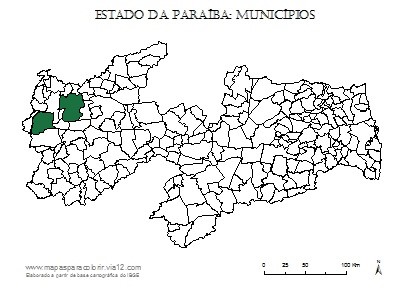 ESTADO DA PARAÍBA: MUNICÍPIOS
www.mapasparacolorir.via12.com
Elaborado a partir de base cartográfica do IBGE
0 25 50 100 Km
N